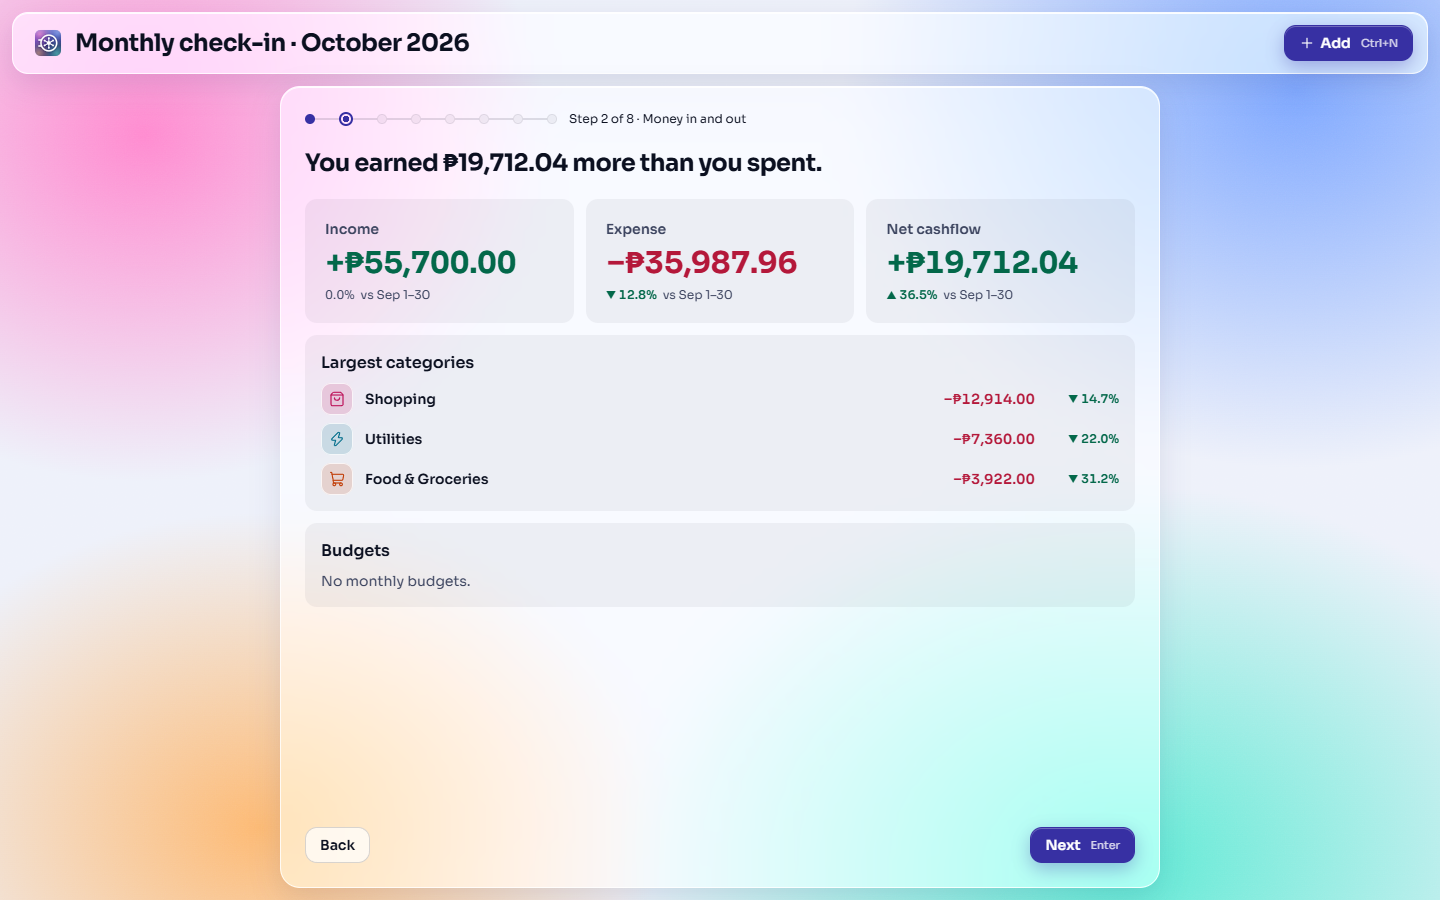 Monthly check-in · October 2026
Add Ctrl+N
Step 2 of 8 · Money in and out
You earned ₱19,712.04 more than you spent.
Income
+₱55,700.00
0.0% vs Sep 1–30
Expense
−₱35,987.96
▼ 12.8% vs Sep 1–30
Net cashflow
+₱19,712.04
▲ 36.5% vs Sep 1–30
Largest categories
Shopping −₱12,914.00 ▼ 14.7%
Utilities −₱7,360.00 ▼ 22.0%
Food & Groceries −₱3,922.00 ▼ 31.2%
Budgets
No monthly budgets.
Back
Next Enter